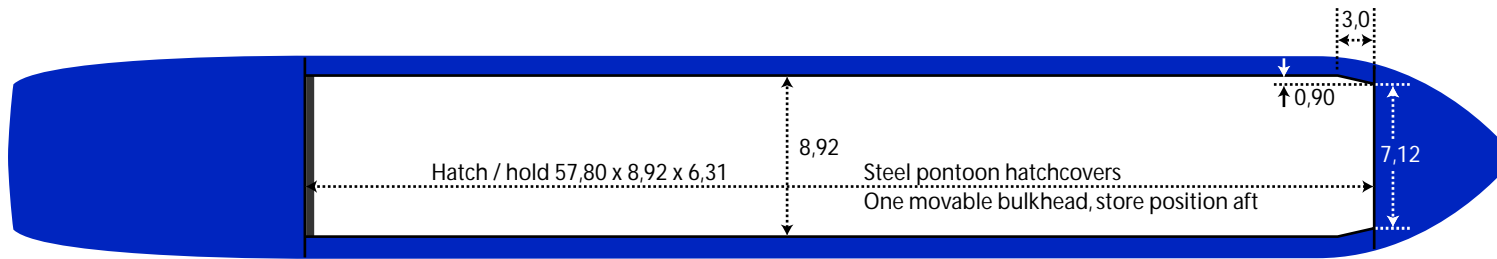 3,0
0,90
8,92
7,12
Hatch / hold 57,80 x 8,92 x 6,31
Steel pontoon hatchcovers
One movable bulkhead, store position aft